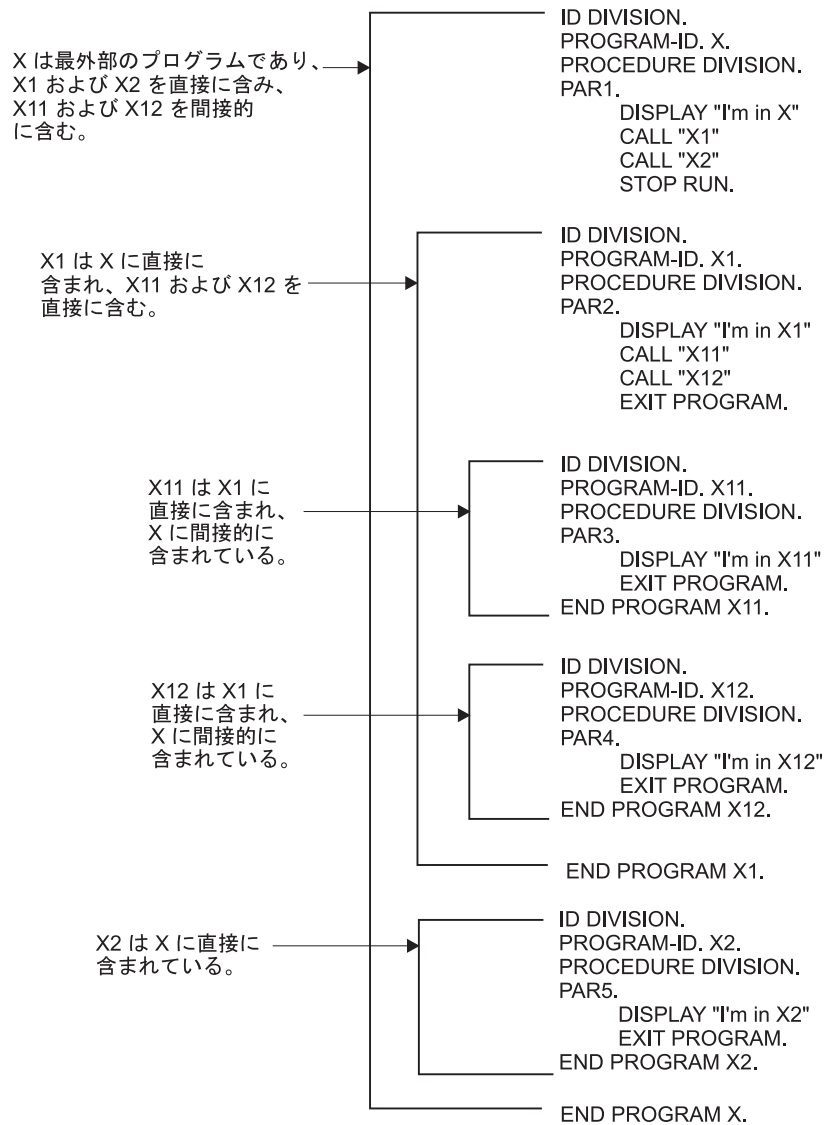 X は最外部のプログラムであり、
X1 および X2 を直接に含み、
X11 および X12 を間接的
に含む。
ID DIVISION.
PROGRAM-ID. X.
PROCEDURE DIVISION.
PAR1.
DISPLAY "I'm in X"
CALL "X1"
CALL "X2"
STOP RUN.
X1 は X に直接に
含まれ、X11 および X12 を
直接に含む。
ID DIVISION.
PROGRAM-ID. X1.
PROCEDURE DIVISION.
PAR2.
DISPLAY "I'm in X1"
CALL "X11"
CALL "X12"
EXIT PROGRAM.
X11 は X1 に
直接に含まれ、
X に間接的に
含まれている。
ID DIVISION.
PROGRAM-ID. X11.
PROCEDURE DIVISION.
PAR3.
DISPLAY "I'm in X11"
EXIT PROGRAM.
END PROGRAM X11.
X12 は X1 に
直接に含まれ、
X に間接的に
含まれている。
ID DIVISION.
PROGRAM-ID. X12.
PROCEDURE DIVISION.
PAR4.
DISPLAY "I'm in X12"
EXIT PROGRAM.
END PROGRAM X12.
END PROGRAM X1.
X2 は X に直接に
含まれている。
ID DIVISION.
PROGRAM-ID. X2.
PROCEDURE DIVISION.
PAR5.
DISPLAY "I'm in X2"
EXIT PROGRAM.
END PROGRAM X2.
END PROGRAM X.